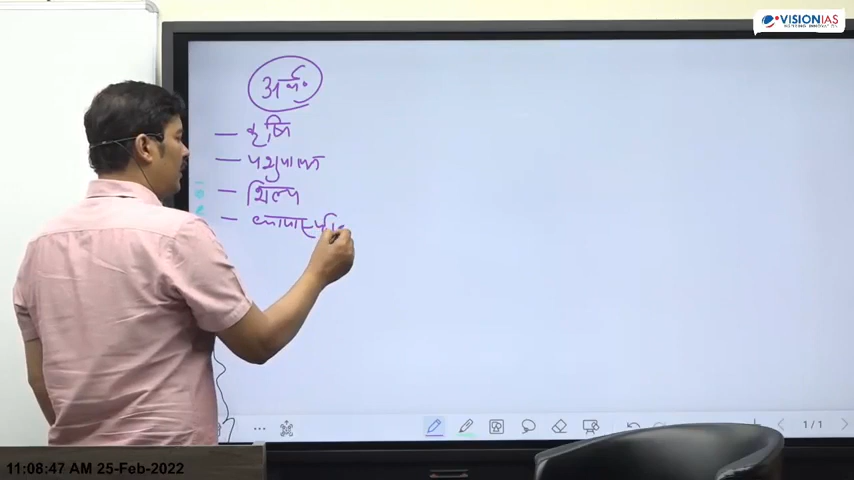 VISIONIAS
अर्थ.
— कृषि
— पशुपालन
— शिल्प
— व्यापार
1/1
11:08:47 AM 25-Feb-2022